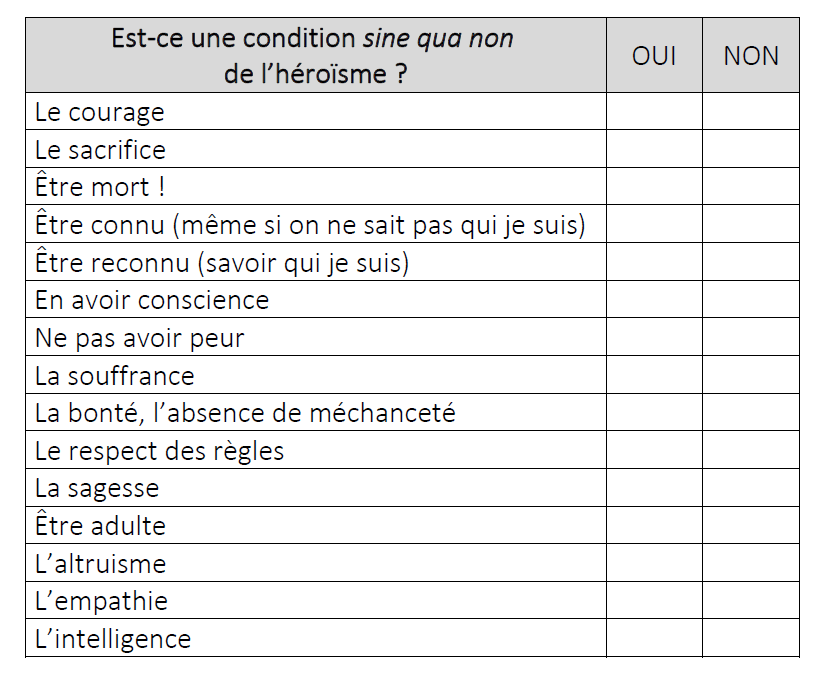 Est-ce une condition sine qua non
de l’héroïsme ?
OUI
NON
Le courage
Le sacrifice
Être mort !
Être connu (même si on ne sait pas qui je suis)
Être reconnu (savoir qui je suis)
En avoir conscience
Ne pas avoir peur
La souffrance
La bonté, l’absence de méchanceté
Le respect des règles
La sagesse
Être adulte
L’altruisme
L’empathie
L’intelligence